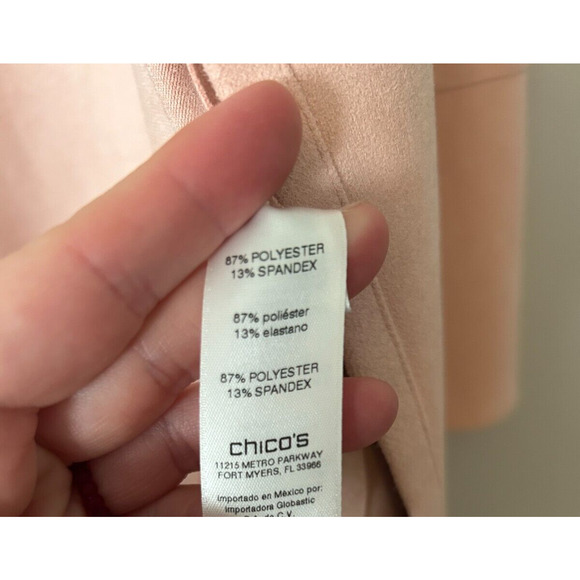 87% POLYESTER
13% SPANDEX
87% poliéster
13% elastano
87% POLYESTER
13% SPANDEX
chico's
11215 METRO PARKWAY
FORT MYERS, FL 33966
Importado en México por:
Importadora Globastic
C.V.